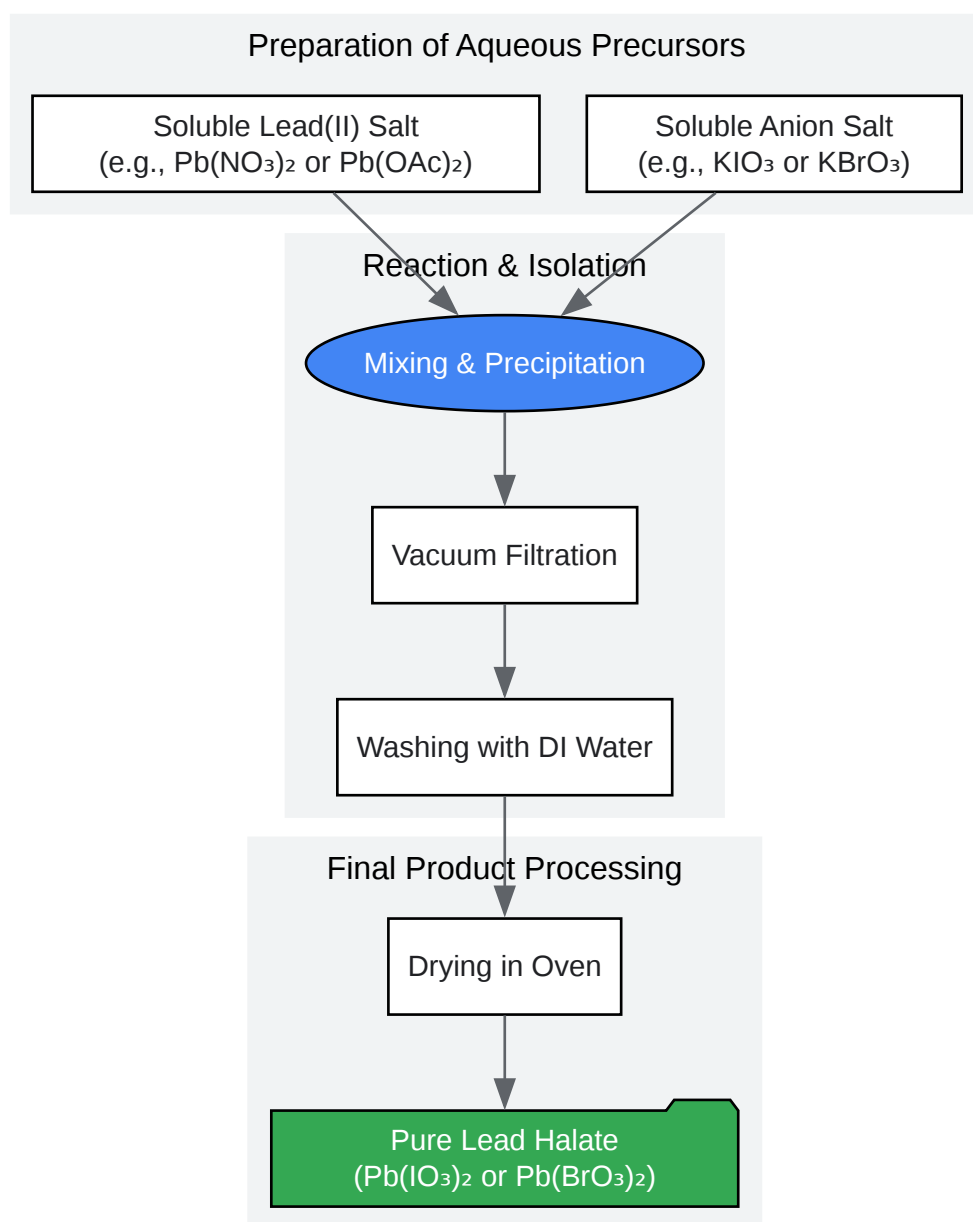 Preparation of Aqueous Precursors
Soluble Lead(II) Salt
(e.g., Pb(NO₃)₂ or Pb(OAc)₂)
Soluble Anion Salt
(e.g., KIO₃ or KBrO₃)
Reaction & Isolation
Mixing & Precipitation
Vacuum Filtration
Washing with DI Water
Final Product Processing
Drying in Oven
Pure Lead Halate
(Pb(IO₃)₂ or Pb(BrO₃)₂)